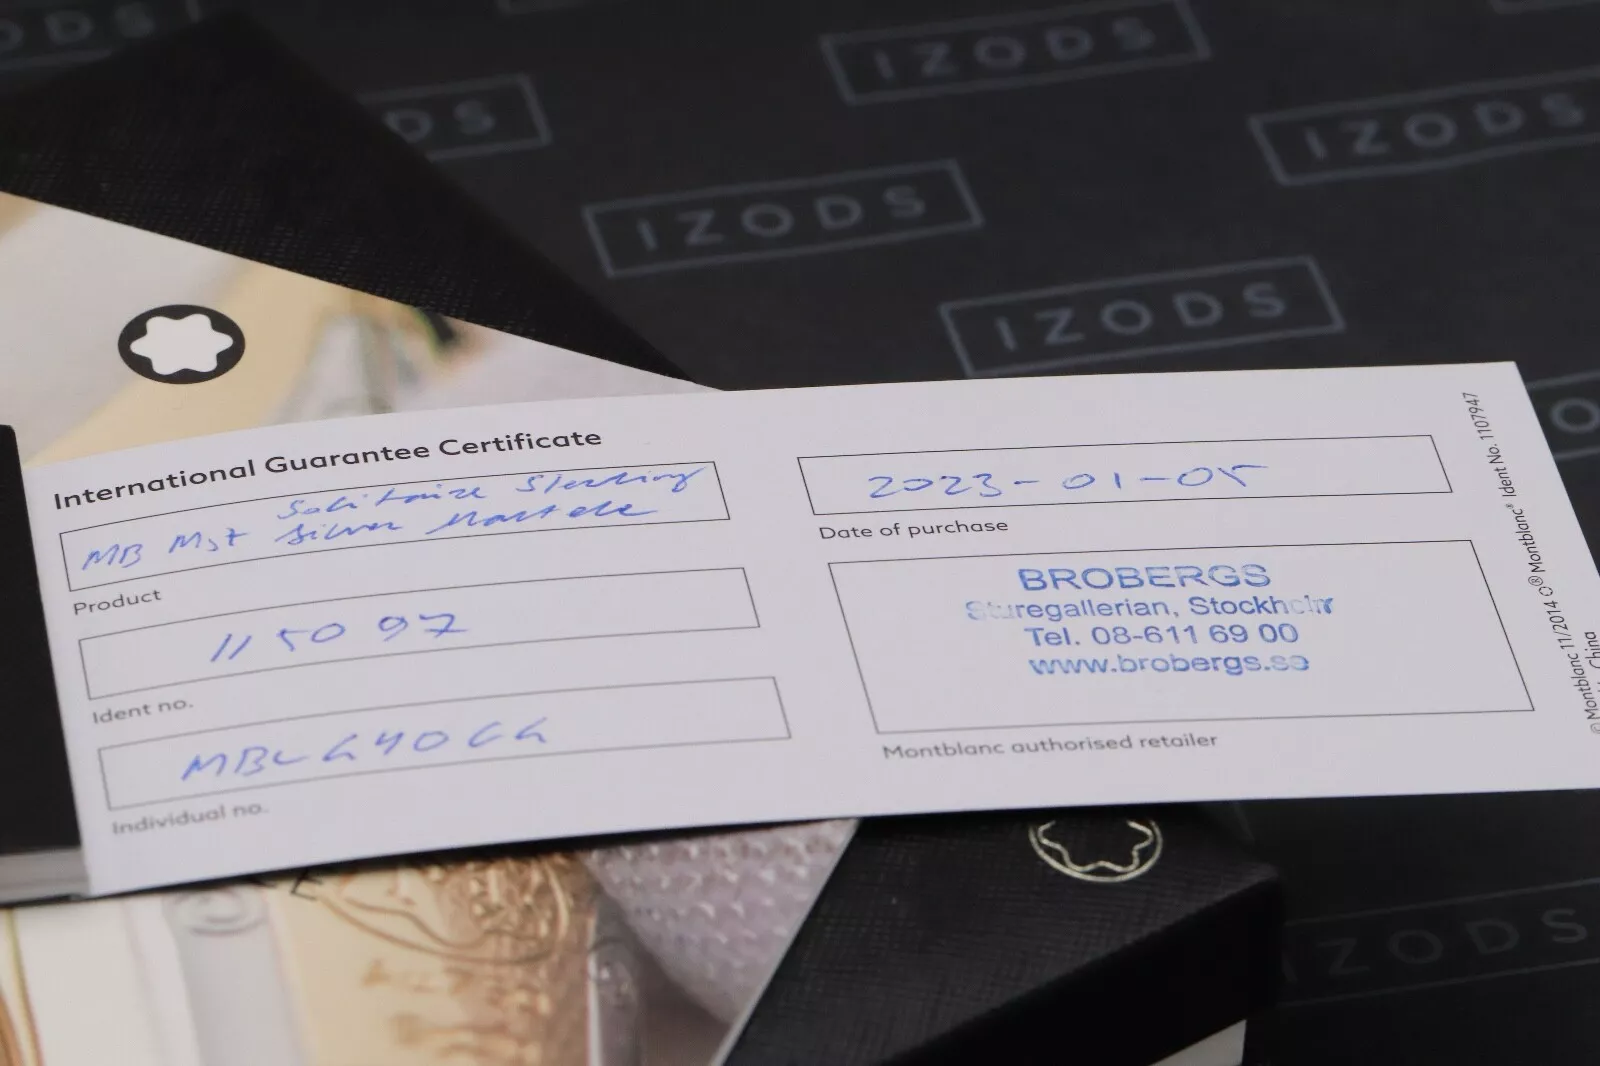 IZODS
IZODS
IZODS
IZODS
International Guarantee Certificate
Solitaire Sterling
MB Mst Silver Martele
Product
115097
Ident no.
Individual no.
2023-01-05
Date of purchase
BROBERGS
Sturegallerian, Stockholm
Tel. 08-611 69 00
www.brobergs.se
Montblanc authorised retailer
© Montblanc 11/2014 ®Montblanc® Ident No. 1107947
China
IZODS